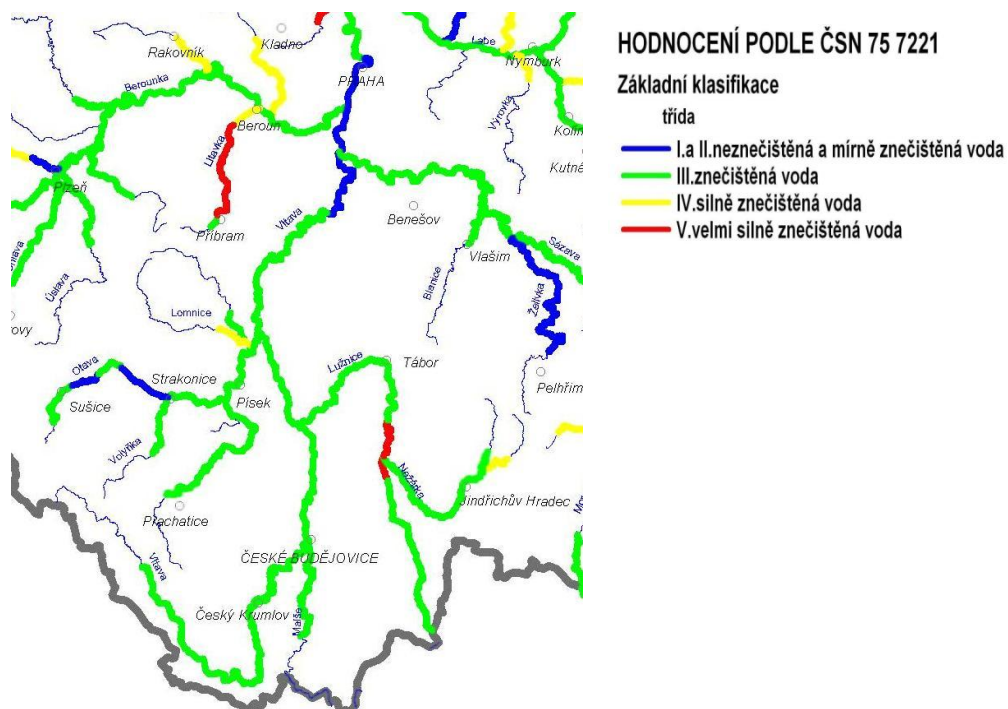 Rakovník
Kladno
Labe
Nymburk
PRAHA
Berounka
Výrovka
Beroun
Kolín
Litavka
Kutná
Plzeň
Benešov
Vltava
Příbram
Vlašim
Sázava
Úslava
Blanice
Želivka
Lomnice
Otava
Lužnice
Tábor
Strakonice
Pelhřim
Sušice
Písek
Volyňka
Nežárka
Jindřichův Hradec
Prachatice
ČESKÉ BUDĚJOVICE
Vltava
Český Krumlov
Malše
HODNOCENÍ PODLE ČSN 75 7221
Základní klasifikace
třída
I.a II.neznečištěná a mírně znečištěná voda
III.znečištěná voda
IV.silně znečištěná voda
V.velmi silně znečištěná voda